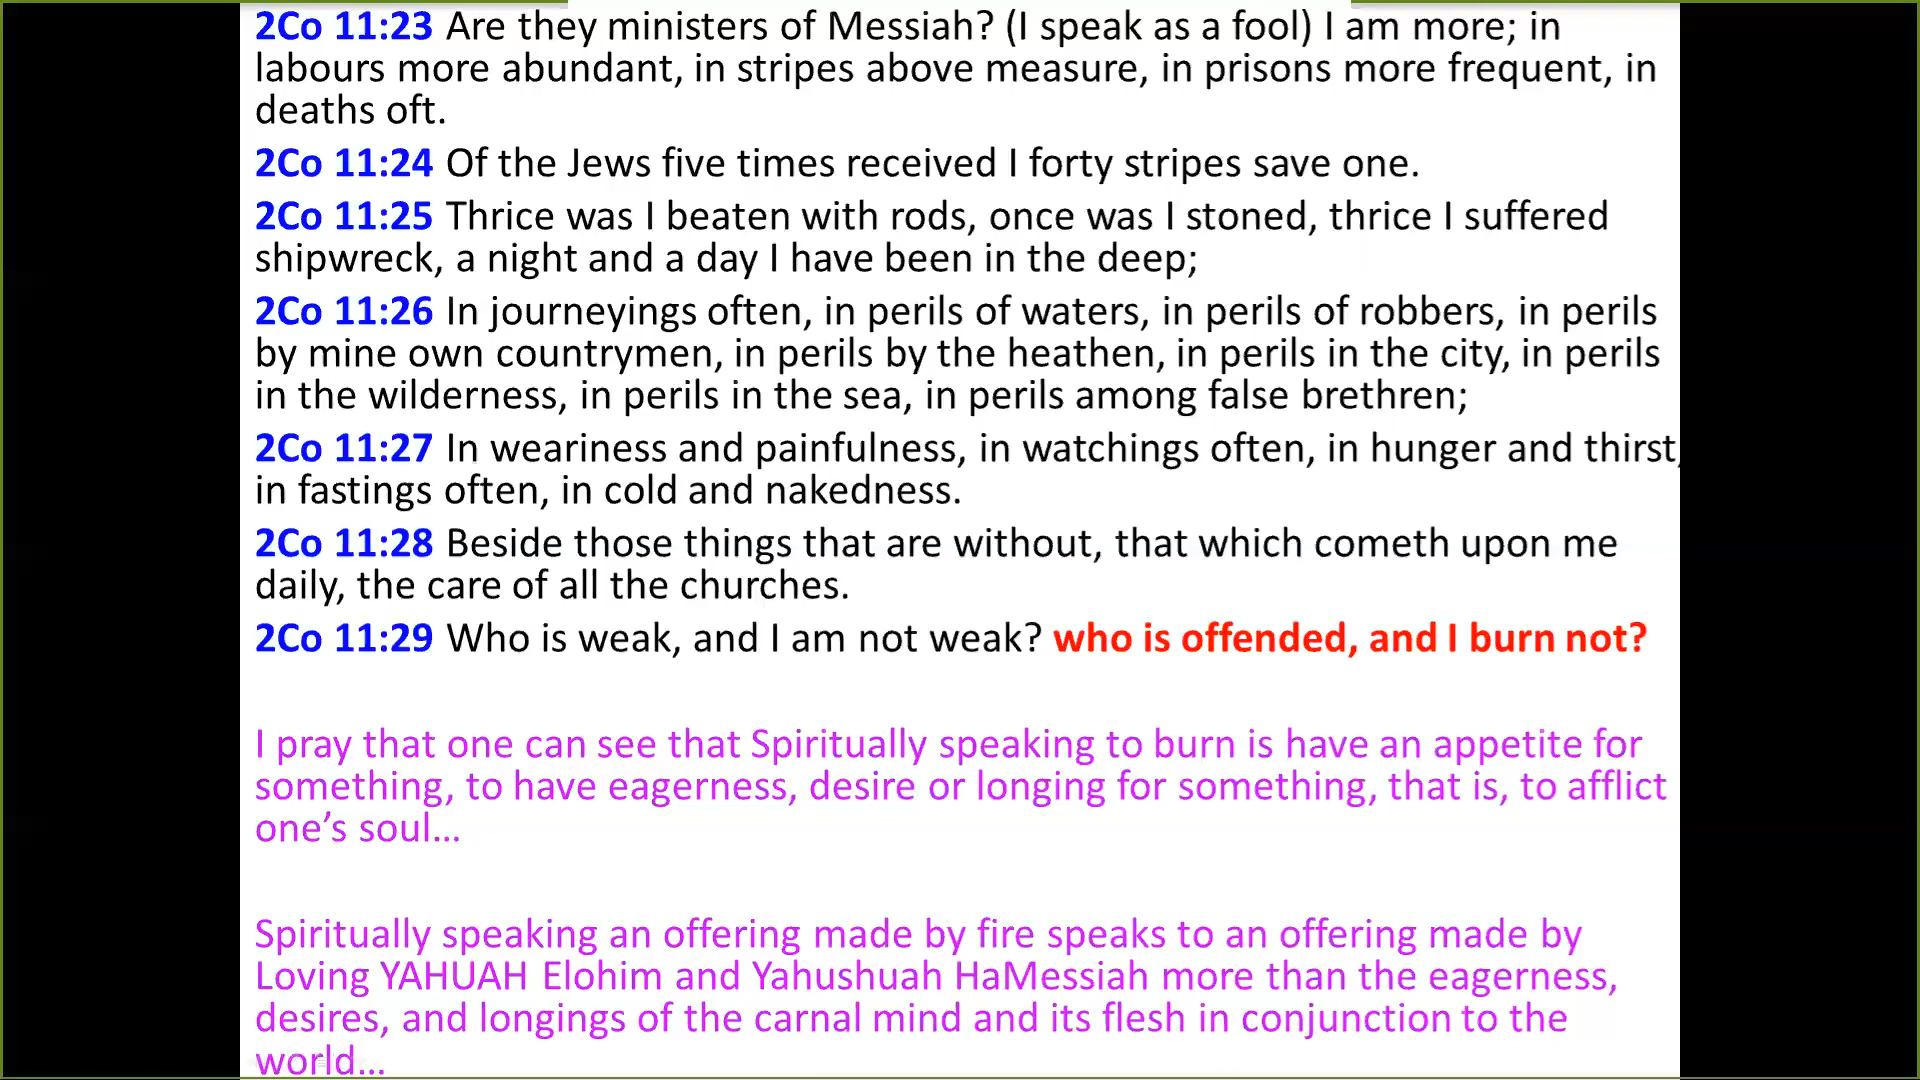 2Co 11:23 Are they ministers of Messiah? (I speak as a fool) I am more; in
labours more abundant, in stripes above measure, in prisons more frequent, in
deaths oft.
2Co 11:24 Of the Jews five times received I forty stripes save one.
2Co 11:25 Thrice was I beaten with rods, once was I stoned, thrice I suffered
shipwreck, a night and a day I have been in the deep;
2Co 11:26 In journeyings often, in perils of waters, in perils of robbers, in perils
by mine own countrymen, in perils by the heathen, in perils in the city, in perils
in the wilderness, in perils in the sea, in perils among false brethren;
2Co 11:27 In weariness and painfulness, in watchings often, in hunger and thirst,
in fastings often, in cold and nakedness.
2Co 11:28 Beside those things that are without, that which cometh upon me
daily, the care of all the churches.
2Co 11:29 Who is weak, and I am not weak? who is offended, and I burn not?
I pray that one can see that Spiritually speaking to burn is have an appetite for
something, to have eagerness, desire or longing for something, that is, to afflict
one’s soul…
Spiritually speaking an offering made by fire speaks to an offering made by
Loving YAHUAH Elohim and Yahushuah HaMessiah more than the eagerness,
desires, and longings of the carnal mind and its flesh in conjunction to the
world…